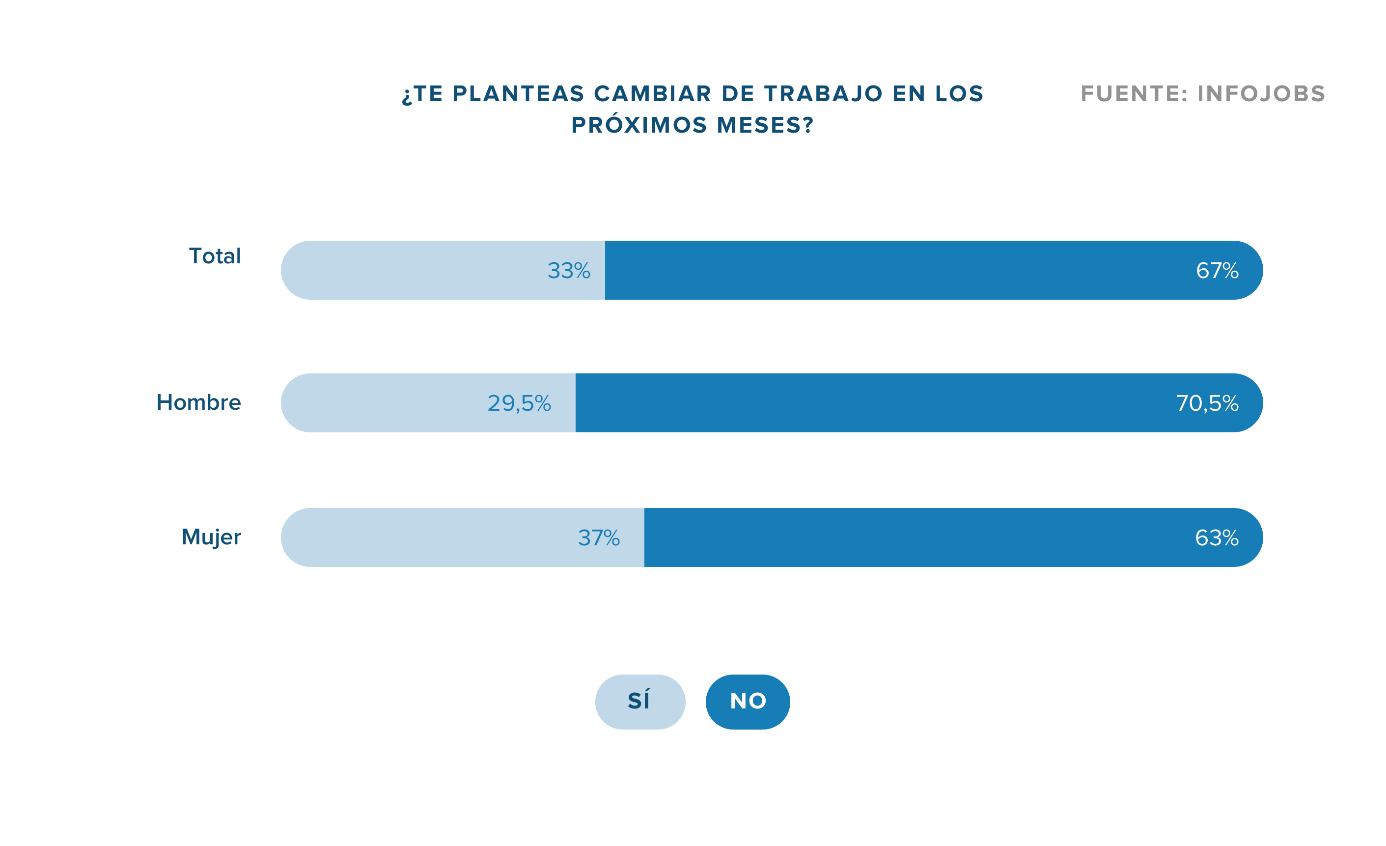 ¿TE PLANTEAS CAMBIAR DE TRABAJO EN LOS
PRÓXIMOS MESES?
FUENTE: INFOJOBS
Total
33%
67%
Hombre
29,5%
70,5%
Mujer
37%
63%
SÍ
NO